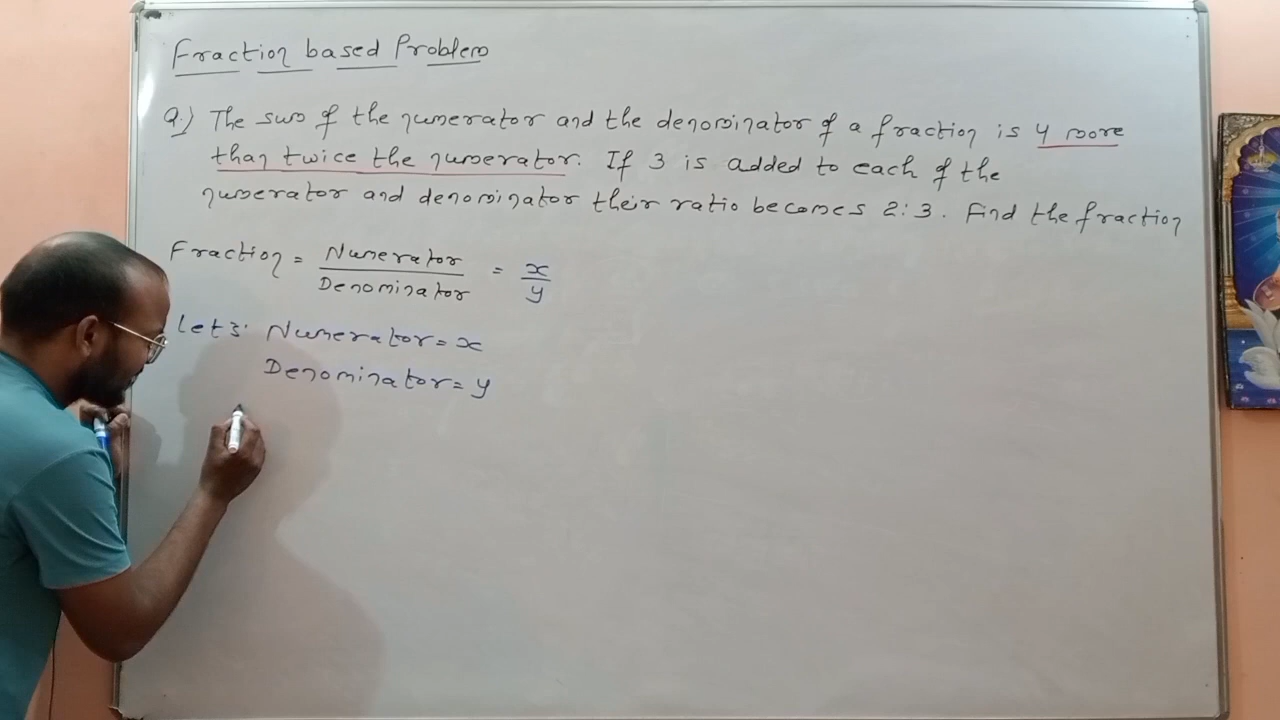 Fraction based Problem
Q.) The sum of the numerator and the denominator of a fraction is 4 more
than twice the numerator. If 3 is added to each of the
numerator and denominator their ratio becomes 2:3. Find the fraction
Fraction = Numerator / Denominator = x / y
Let's: Numerator = x
Denominator = y